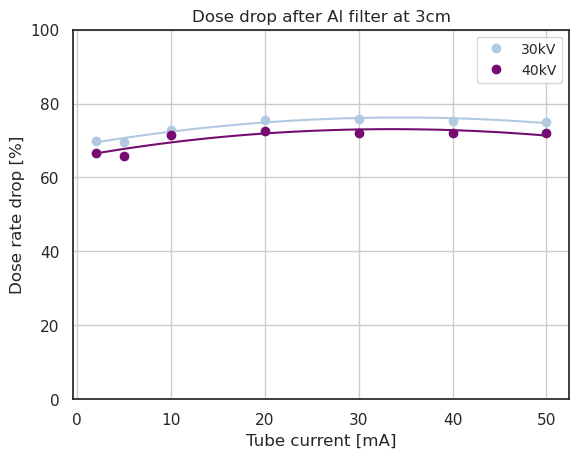 Dose drop after Al filter at 3cm
30kV
40kV
Dose rate drop [%]
100
80
60
40
20
0
0 10 20 30 40 50
Tube current [mA]